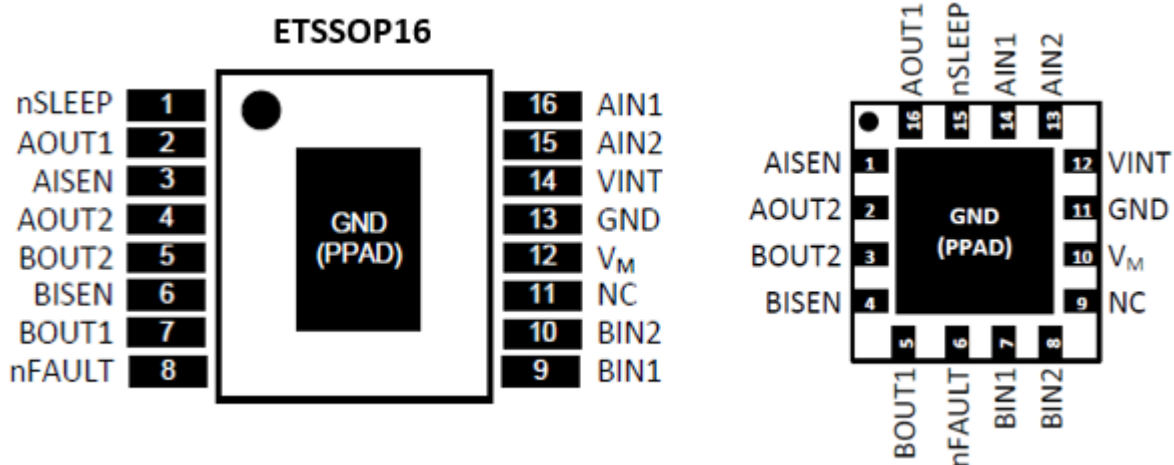 ETSSOP16
nSLEEP 1
AOUT1 2
AISEN 3
AOUT2 4
BOUT2 5
BISEN 6
BOUT1 7
nFAULT 8
GND
(PPAD)
16 AIN1
15 AIN2
14 VINT
13 GND
12 VM
11 NC
10 BIN2
9 BIN1
AOUT1
nSLEEP
AIN1
AIN2
16
15
14
13
AISEN 1
AOUT2 2
BOUT2 3
BISEN 4
GND
(PPAD)
12 VINT
11 GND
10 VM
9 NC
5
6
7
8
BOUT1
nFAULT
BIN1
BIN2